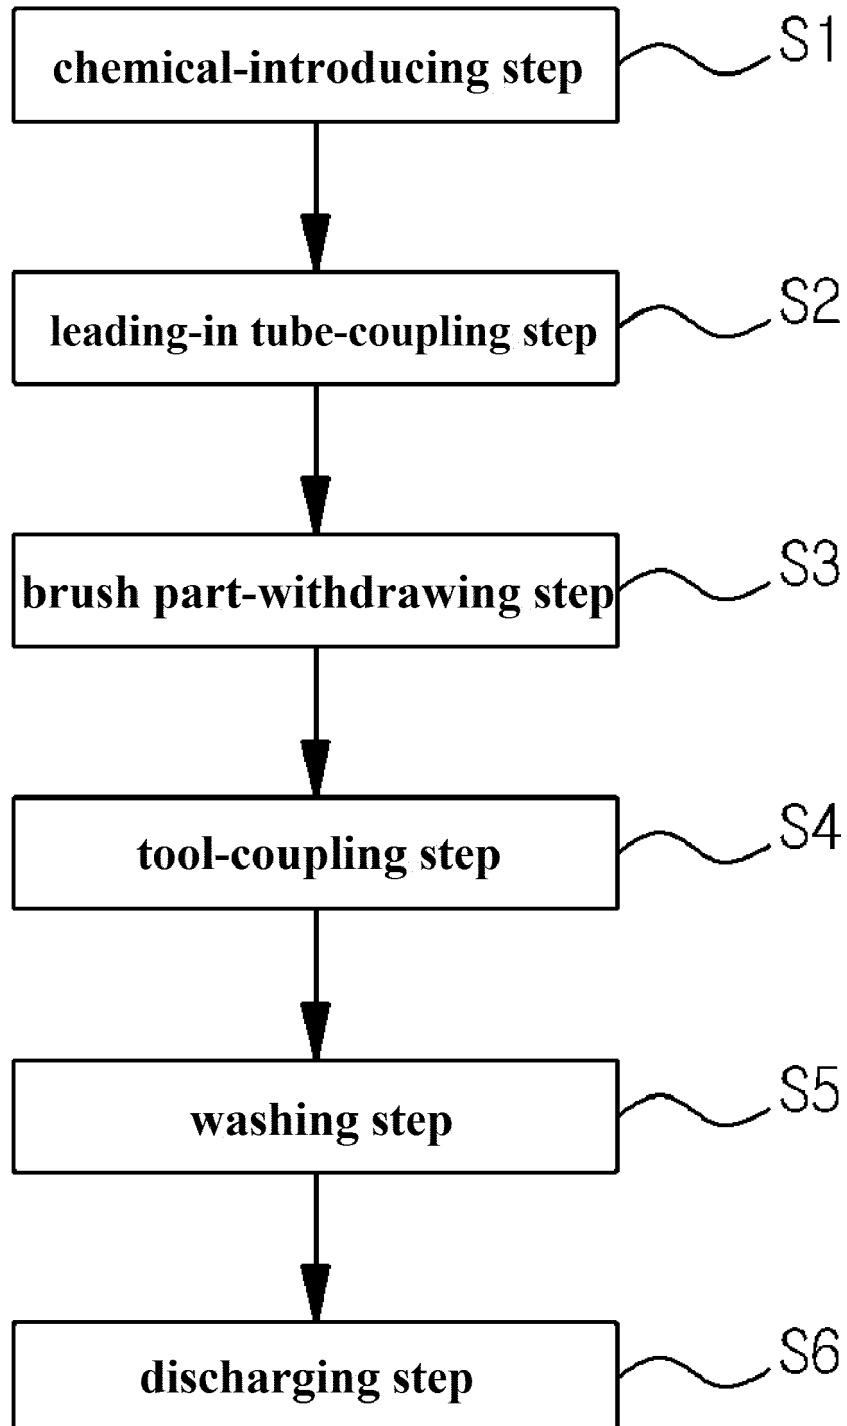 chemical-introducing step
S1
leading-in tube-coupling step
S2
brush part-withdrawing step
S3
tool-coupling step
S4
washing step
S5
discharging step
S6